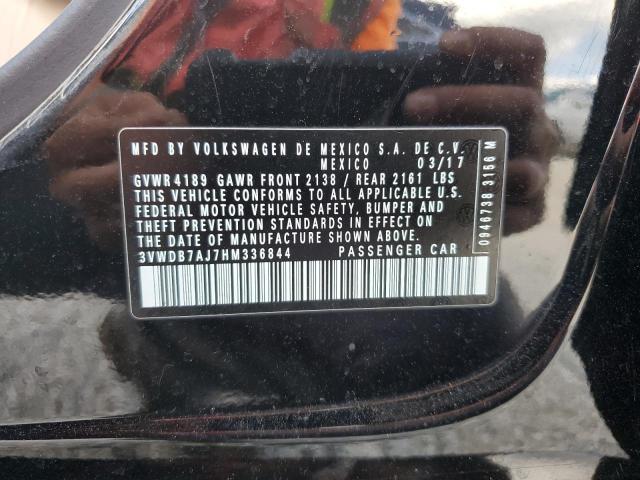 MFD BY VOLKSWAGEN DE MEXICO S.A. DE C.V.
MEXICO 03/17
GVWR 4189 GAWR FRONT 2138 / REAR 2161 LBS
THIS VEHICLE CONFORMS TO ALL APPLICABLE U.S.
FEDERAL MOTOR VEHICLE SAFETY, BUMPER AND
THEFT PREVENTION STANDARDS IN EFFECT ON
THE DATE OF MANUFACTURE SHOWN ABOVE.
3VWDB7AJ7HM336844 PASSENGER CAR
0946738 3156 M